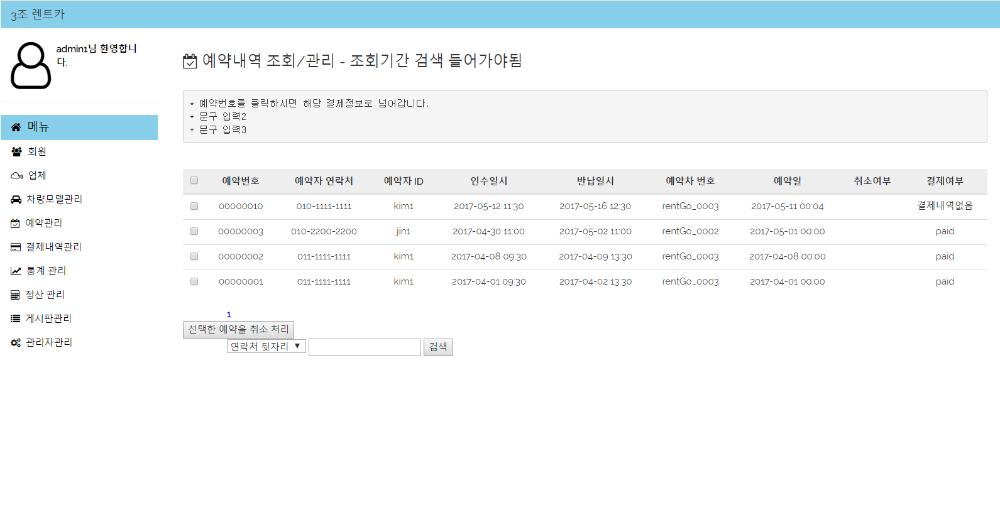 3조 렌트카
admin1님 환영합니
다.
예약내역 조회/관리 - 조회기간 검색 들어가야됨
* 예약번호를 클릭하시면 해당 결제정보로 넘어갑니다.
* 문구 입력2
* 문구 입력3
메뉴
회원
업체
차량모델관리
예약관리
결제내역관리
통계 관리
정산 관리
게시판관리
관리자관리
예약번호 예약자 연락처 예약자 ID 인수일시 반납일시 예약차 번호 예약일 취소여부 결제여부
00000010 010-1111-1111 kim1 2017-05-12 11:30 2017-05-16 12:30 rentGo_0003 2017-05-11 00:04 결제내역없음
00000003 010-2200-2200 jin1 2017-04-30 11:00 2017-05-02 11:00 rentGo_0002 2017-05-01 00:00 paid
00000002 011-1111-1111 kim1 2017-04-08 09:30 2017-04-09 13:30 rentGo_0003 2017-04-08 00:00 paid
00000001 011-1111-1111 kim1 2017-04-01 09:30 2017-04-02 13:30 rentGo_0003 2017-04-01 00:00 paid
1
선택한 예약을 취소 처리
연락처 뒷자리 ▼ 검색